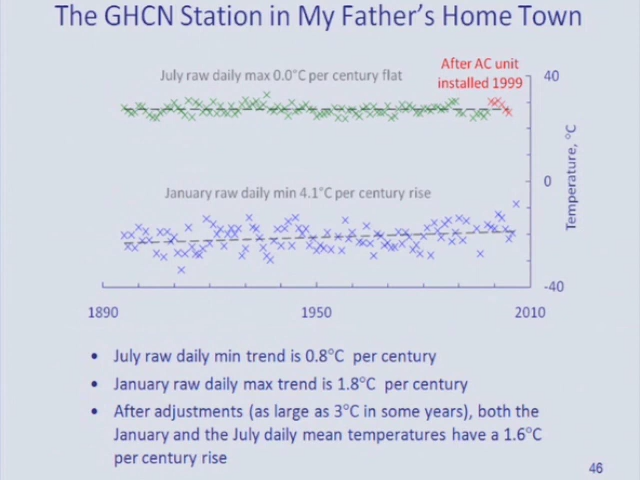 The GHCN Station in My Father's Home Town
After AC unit
installed 1999
July raw daily max 0.0°C per century flat
40
January raw daily min 4.1°C per century rise
0
Temperature, °C
-40
1890
1950
2010
• July raw daily min trend is 0.8°C per century
• January raw daily max trend is 1.8°C per century
• After adjustments (as large as 3°C in some years), both the
January and the July daily mean temperatures have a 1.6°C
per century rise
46